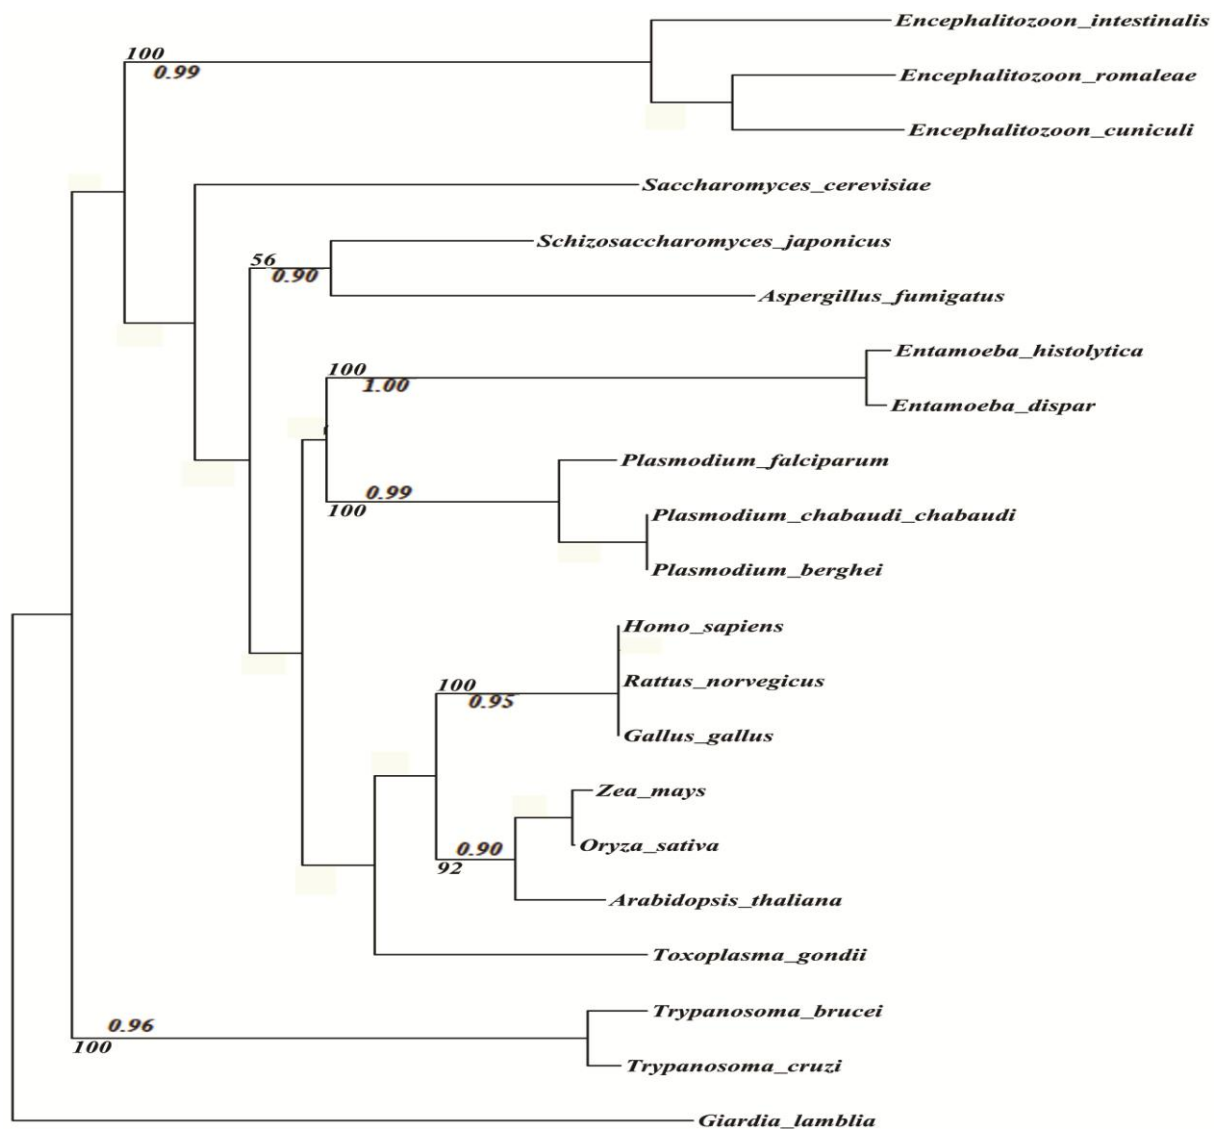 Encephalitozoon_intestinalis
100
0.99
Encephalitozoon_romaleae
Encephalitozoon_cuniculi
Saccharomyces_cerevisiae
Schizosaccharomyces_japonicus
56
0.90
Aspergillus_fumigatus
Entamoeba_histolytica
100
1.00
Entamoeba_dispar
Plasmodium_falciparum
0.99
100
Plasmodium_chabaudi_chabaudi
Plasmodium_berghei
Homo_sapiens
Rattus_norvegicus
100
0.95
Gallus_gallus
Zea_mays
Oryza_sativa
0.90
92
Arabidopsis_thaliana
Toxoplasma_gondii
Trypanosoma_brucei
0.96
100
Trypanosoma_cruzi
Giardia_lamblia